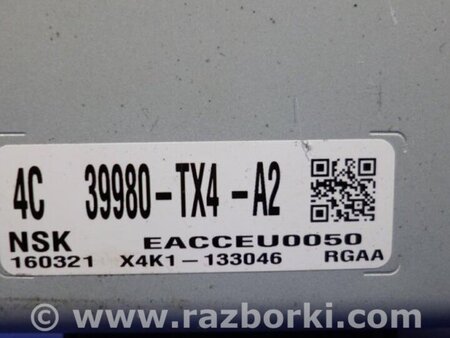 4C 39980-TX4-A2
NSK EACCEU0050
160321 X4K1-133046 RGAA
www.razborki.com